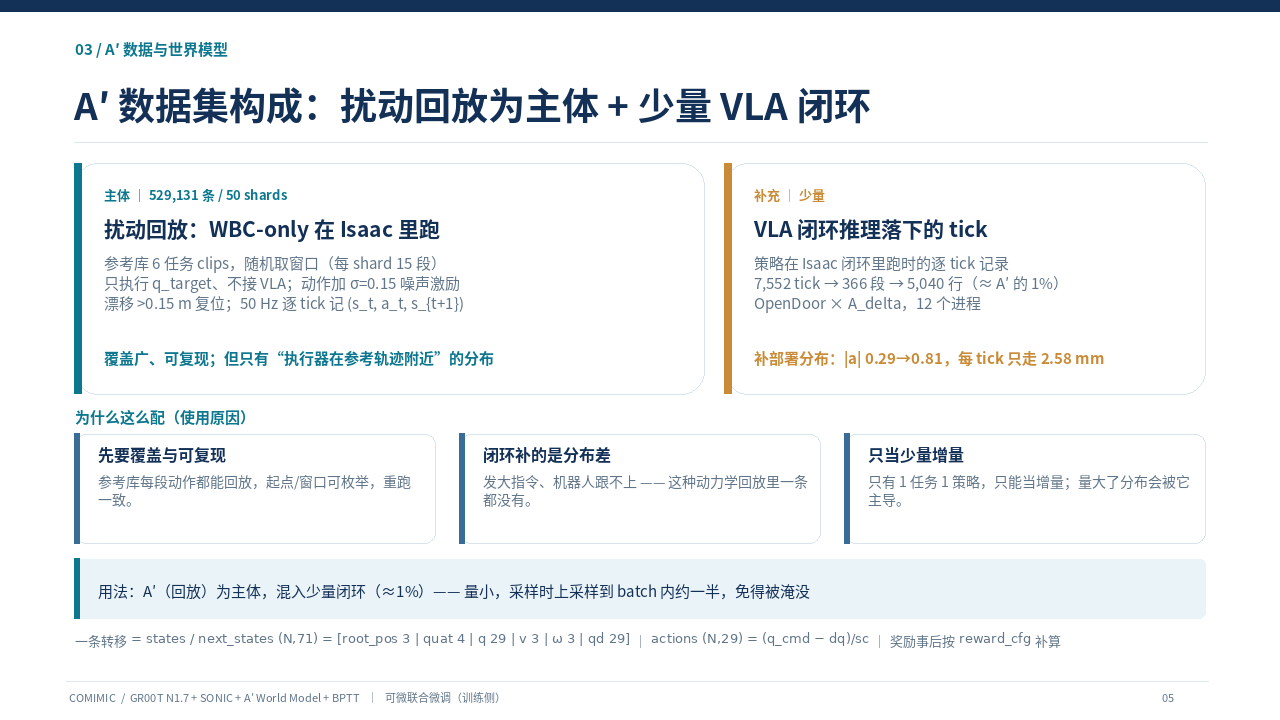 03 / A′ 数据与世界模型
A′ 数据集构成：扰动回放为主体 + 少量 VLA 闭环
主体 ｜ 529,131 条 / 50 shards
扰动回放：WBC-only 在 Isaac 里跑
参考库 6 任务 clips，随机取窗口（每 shard 15 段）
只执行 q_target、不接 VLA；动作加 σ=0.15 噪声激励
漂移 >0.15 m 复位；50 Hz 逐 tick 记 (s_t, a_t, s_{t+1})
覆盖广、可复现；但只有“执行器在参考轨迹附近”的分布
补充 ｜ 少量
VLA 闭环推理落下的 tick
策略在 Isaac 闭环里跑时的逐 tick 记录
7,552 tick → 366 段 → 5,040 行（≈ A′ 的 1%）
OpenDoor × A_delta，12 个进程
补部署分布：|a| 0.29→0.81，每 tick 只走 2.58 mm
为什么这么配（使用原因）
先要覆盖与可复现
参考库每段动作都能回放，起点/窗口可枚举，重跑
一致。
闭环补的是分布差
发大指令、机器人跟不上 —— 这种动力学回放里一条
都没有。
只当少量增量
只有 1 任务 1 策略，只能当增量；量大了分布会被它
主导。
用法：A′（回放）为主体，混入少量闭环（≈1%）—— 量小，采样时上采样到 batch 内约一半，免得被淹没
一条转移 = states / next_states (N,71) = [root_pos 3 | quat 4 | q 29 | v 3 | ω 3 | qd 29] ｜ actions (N,29) = (q_cmd − dq)/sc ｜ 奖励事后按 reward_cfg 补算
COMIMIC / GR00T N1.7 + SONIC + A′ World Model + BPTT ｜ 可微联合微调（训练侧）
05